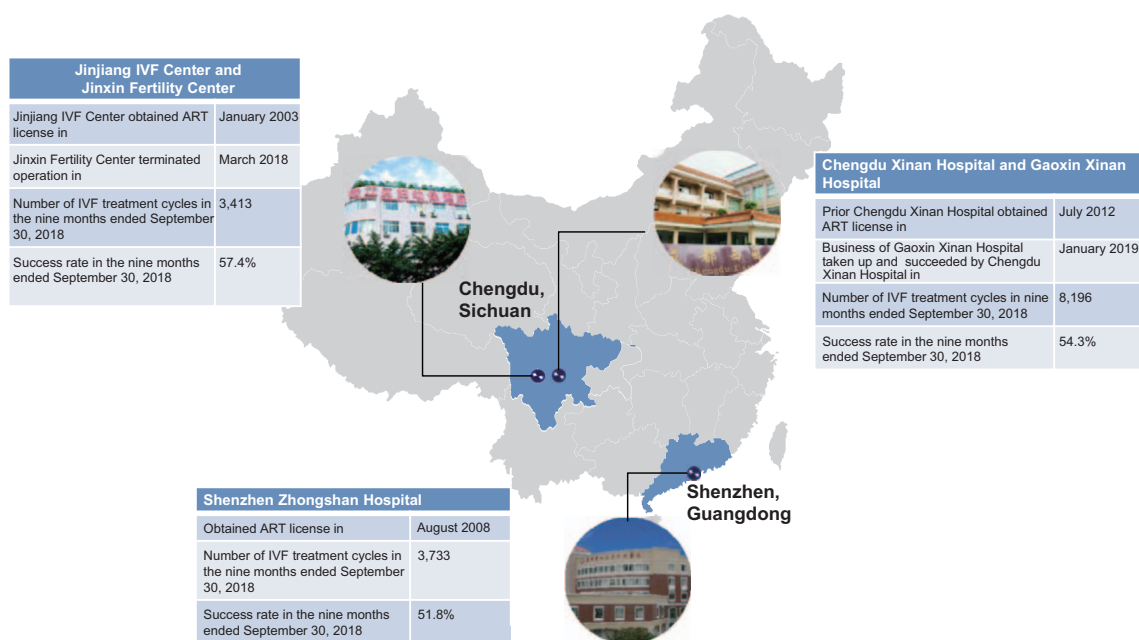 Jinjiang IVF Center and
Jinxin Fertility Center
Jinjiang IVF Center obtained ART
license in
January 2003
Jinxin Fertility Center terminated
operation in
March 2018
Number of IVF treatment cycles in
the nine months ended September
30, 2018
3,413
Success rate in the nine months
ended September 30, 2018
57.4%
Chengdu Xinan Hospital and Gaoxin Xinan
Hospital
Prior Chengdu Xinan Hospital obtained
ART license in
July 2012
Business of Gaoxin Xinan Hospital
taken up and succeeded by Chengdu
Xinan Hospital in
January 2019
Number of IVF treatment cycles in nine
months ended September 30, 2018
8,196
Success rate in the nine months
ended September 30, 2018
54.3%
Chengdu,
Sichuan
Shenzhen,
Guangdong
Shenzhen Zhongshan Hospital
Obtained ART license in
August 2008
Number of IVF treatment cycles in
the nine months ended September
30, 2018
3,733
Success rate in the nine months
ended September 30, 2018
51.8%